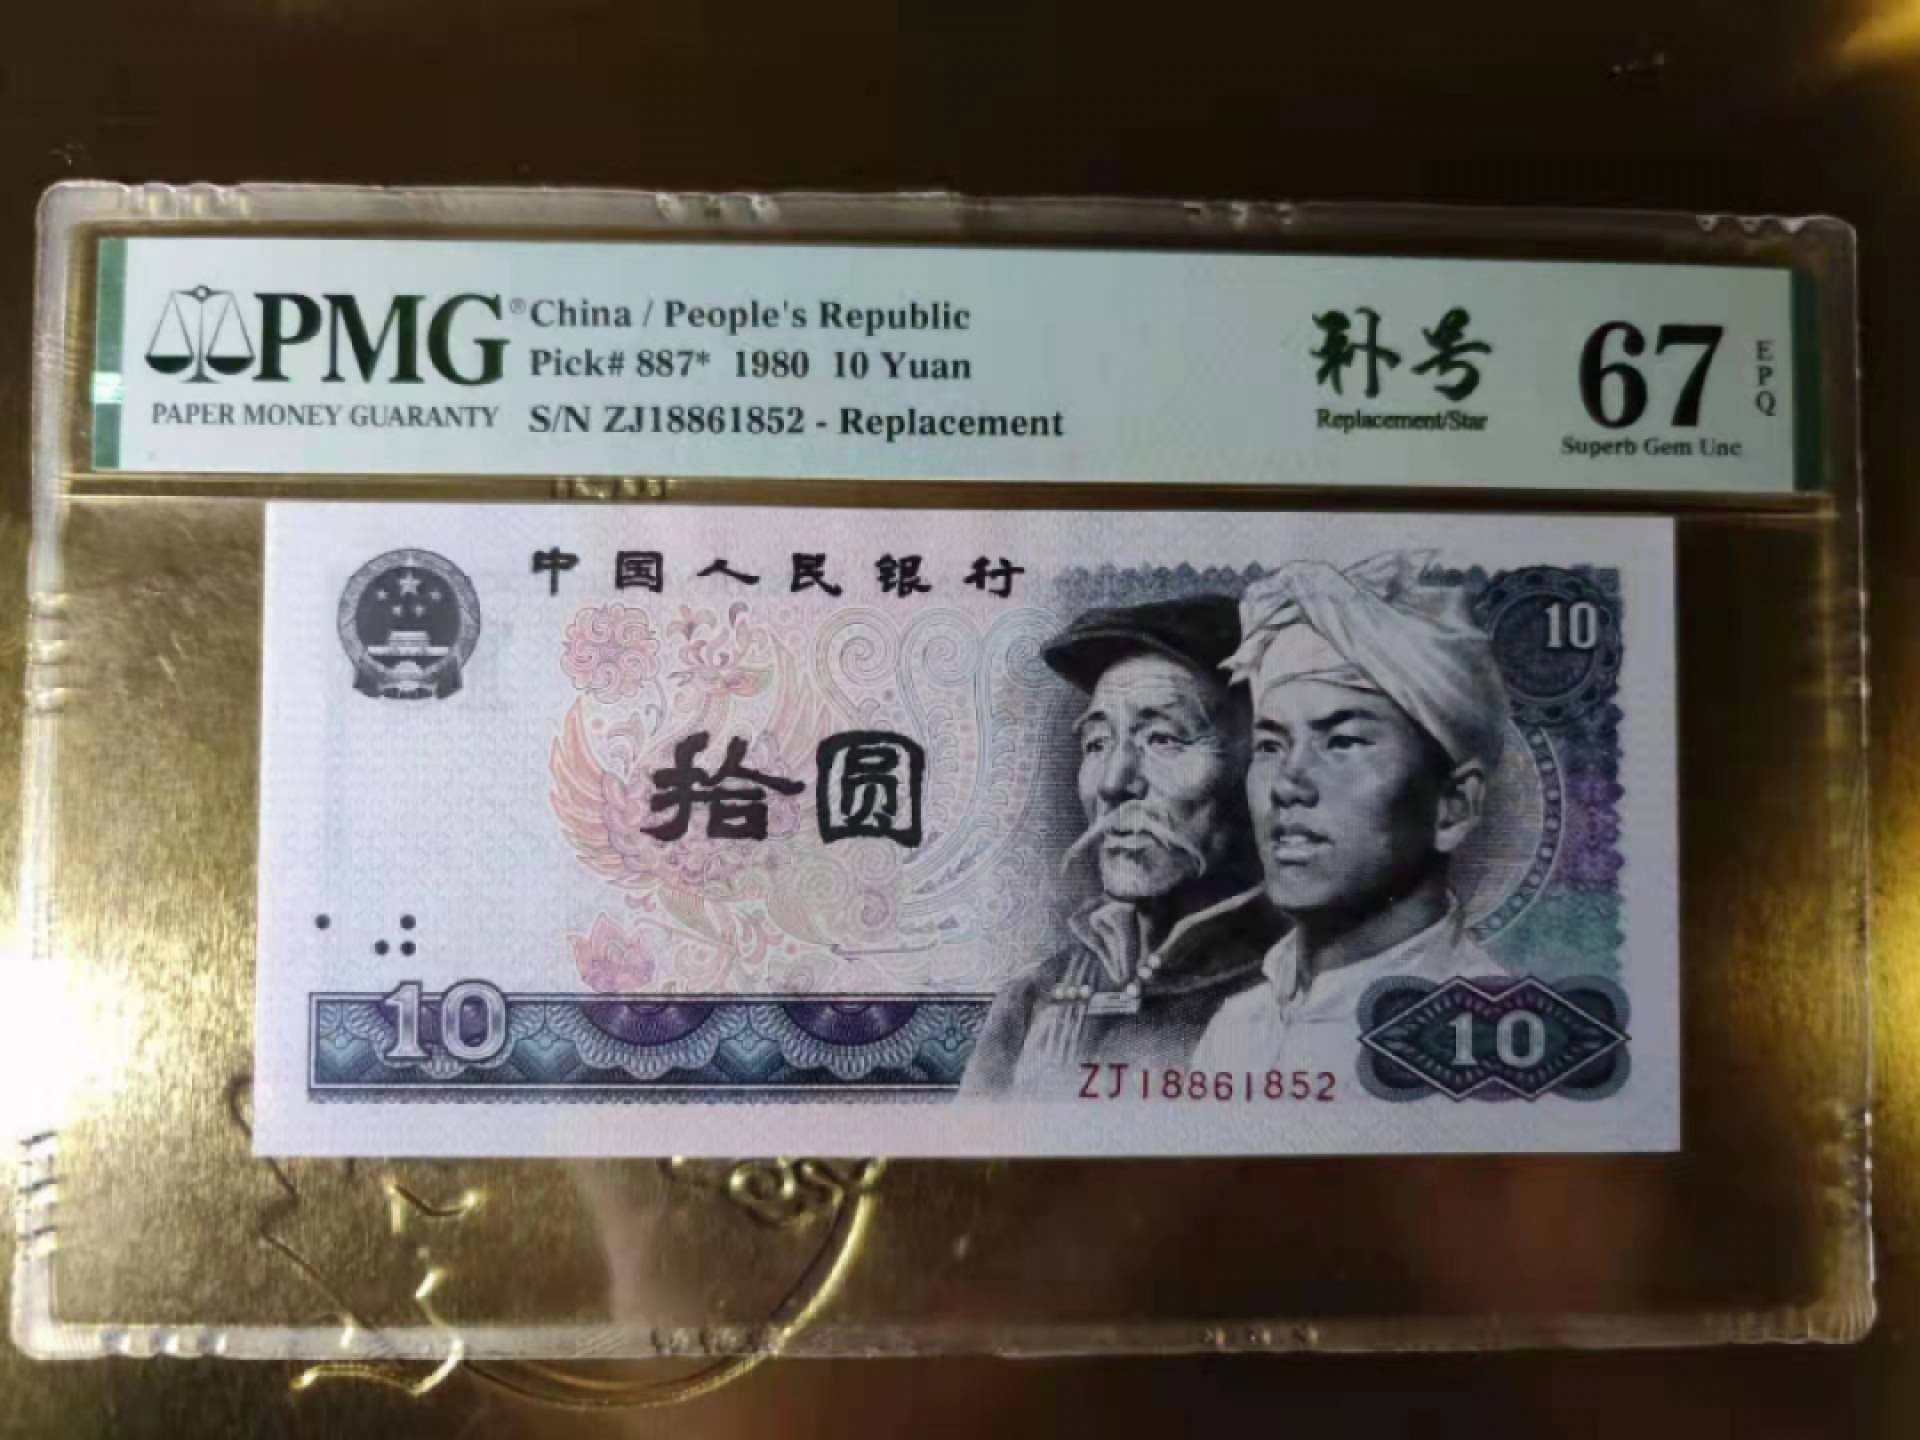 PMG®
PAPER MONEY GUARANTY
China / People's Republic
Pick# 887* 1980 10 Yuan
S/N ZJ18861852 - Replacement
补号
Replacement/Star
67
EPQ
Superb Gem Unc
中国人民银行
10
拾圆
10
10
ZJ18861852